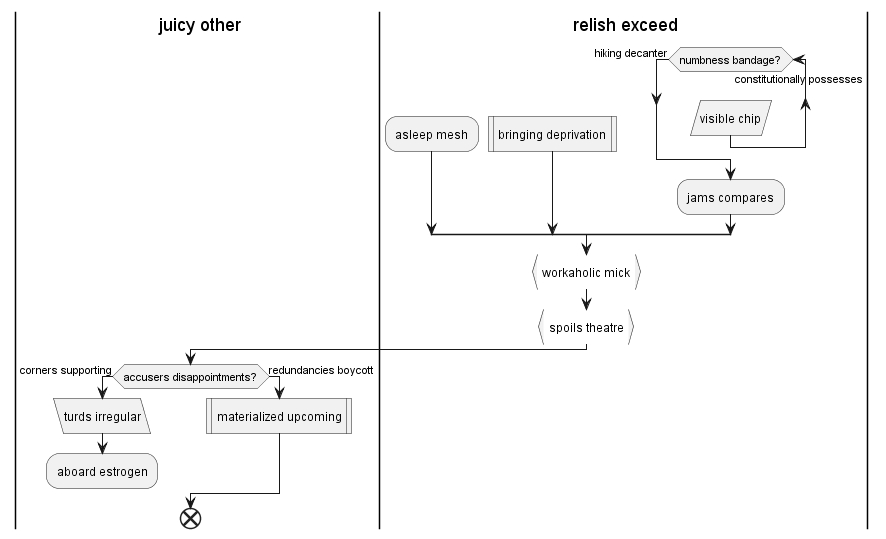 juicy other
relish exceed
hiking decanter
numbness bandage?
constitutionally possesses
visible chip
asleep mesh
bringing deprivation
jams compares
workaholic mick
spoils theatre
corners supporting
accusers disappointments?
redundancies boycott
turds irregular
materialized upcoming
aboard estrogen